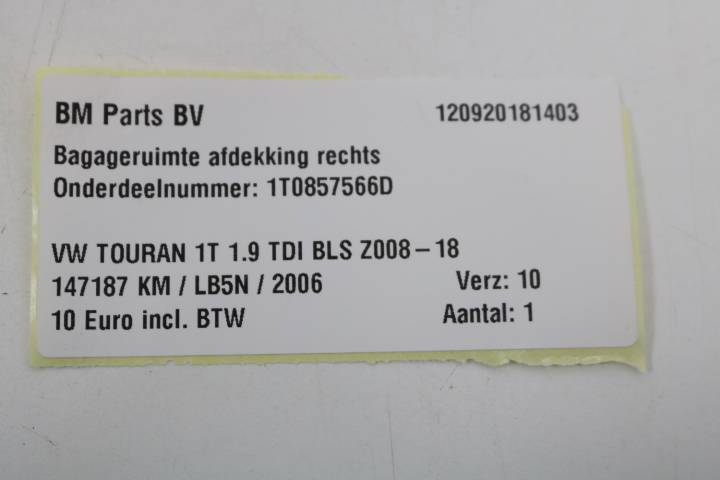 BM Parts BV 120920181403
Bagageruimte afdekking rechts
Onderdeelnummer: 1T0857566D
VW TOURAN 1T 1.9 TDI BLS Z008-18
147187 KM / LB5N / 2006 Verz: 10
10 Euro incl. BTW Aantal: 1